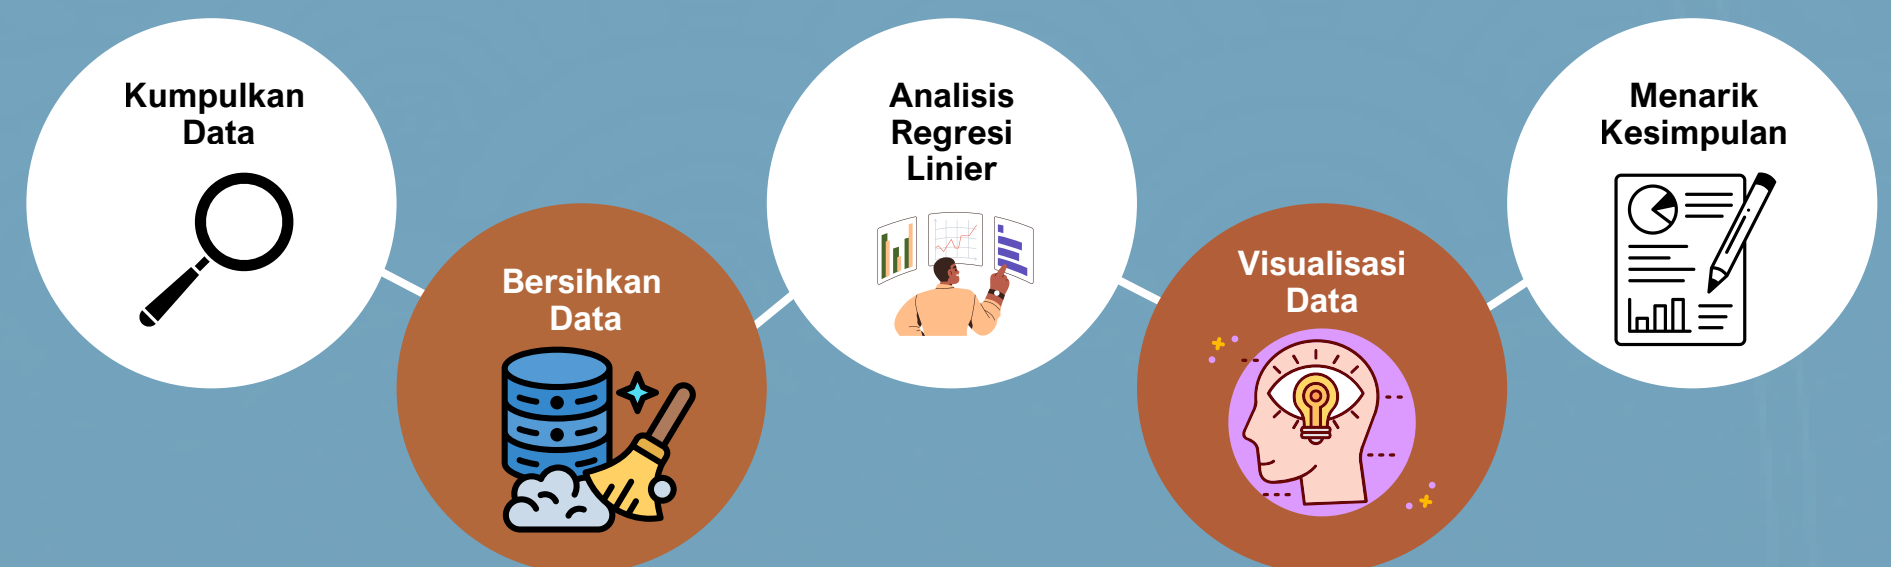 Kumpulkan
Data
Bersihkan
Data
Analisis
Regresi
Linier
Visualisasi
Data
Menarik
Kesimpulan